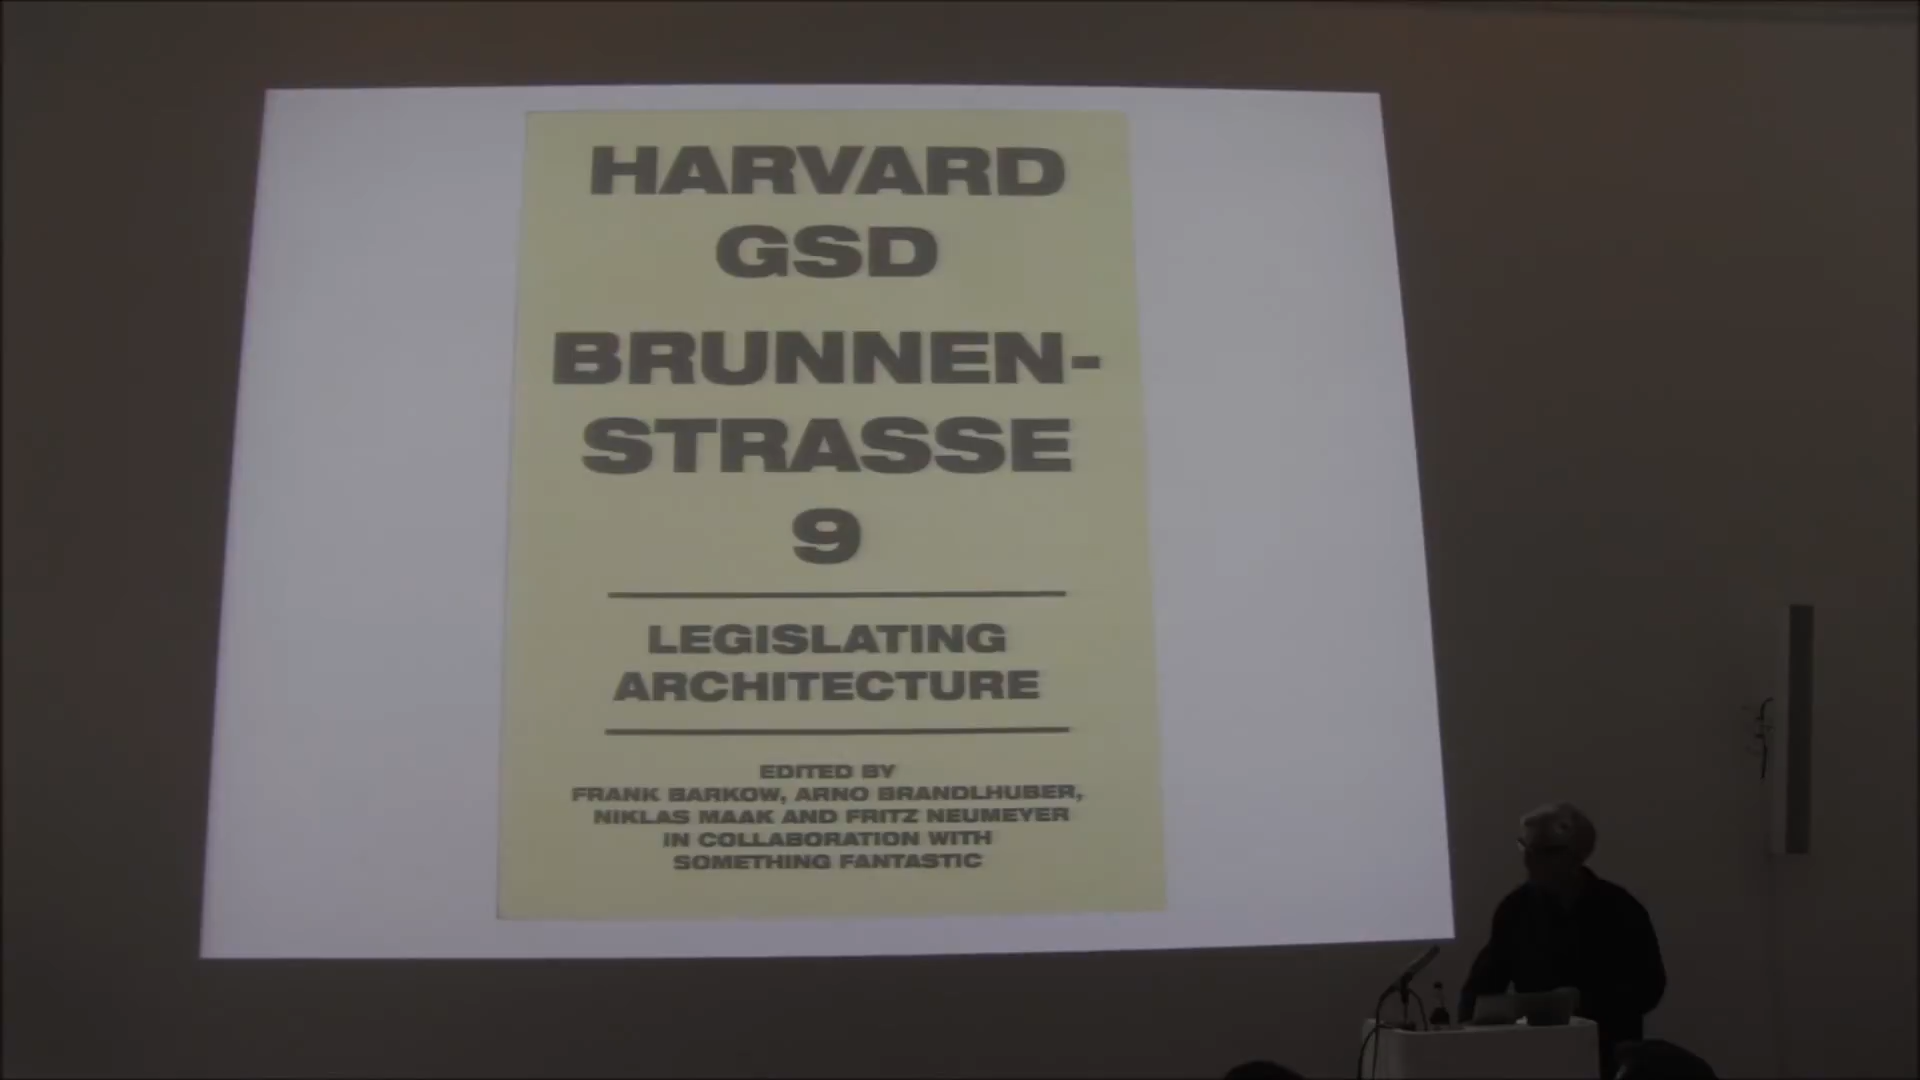 HARVARD
GSD
BRUNNEN-
STRASSE
9
LEGISLATING
ARCHITECTURE
EDITED BY
FRANK BARKOW, ARNO BRANDLHUBER,
NIKLAS MAAK AND FRITZ NEUMEYER
IN COLLABORATION WITH
SOMETHING FANTASTIC